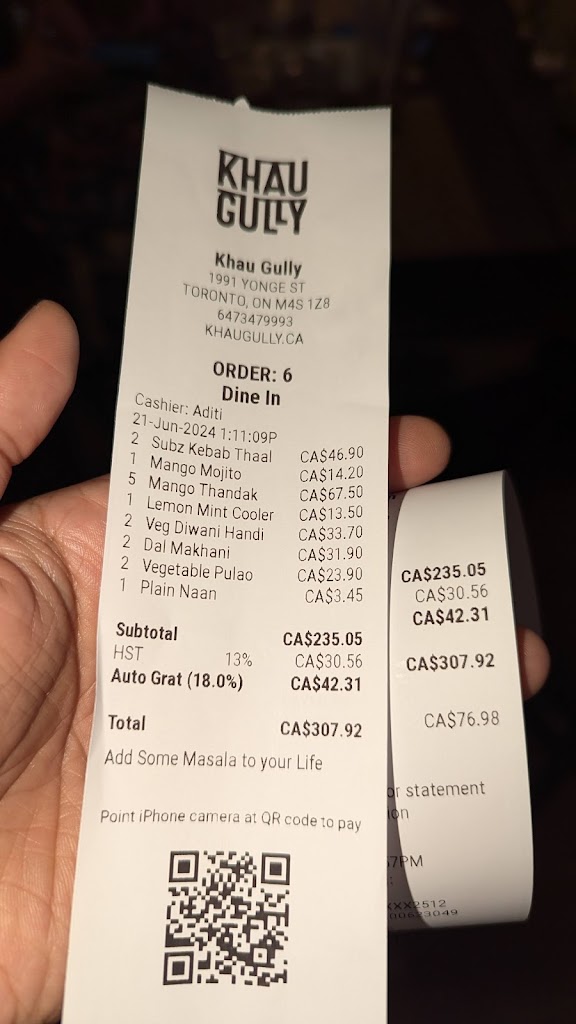 KHAU
GULLY
Khau Gully
1991 YONGE ST
TORONTO, ON M4S 1Z8
6473479993
KHAUGULLY.CA
ORDER: 6
Dine In
Cashier: Aditi
21-Jun-2024 1:11:09P
2 Subz Kebab Thaal CA$46.90
1 Mango Mojito CA$14.20
5 Mango Thandak CA$67.50
1 Lemon Mint Cooler CA$13.50
2 Veg Diwani Handi CA$33.70
2 Dal Makhani CA$31.90
2 Vegetable Pulao CA$23.90
1 Plain Naan CA$3.45
Subtotal CA$235.05
HST 13% CA$30.56
Auto Grat (18.0%) CA$42.31
Total CA$307.92
Add Some Masala to your Life
Point iPhone camera at QR code to pay
CA$235.05
CA$30.56
CA$42.31
CA$307.92
CA$76.98
or statement
ion
7PM
XXX2512
00623049